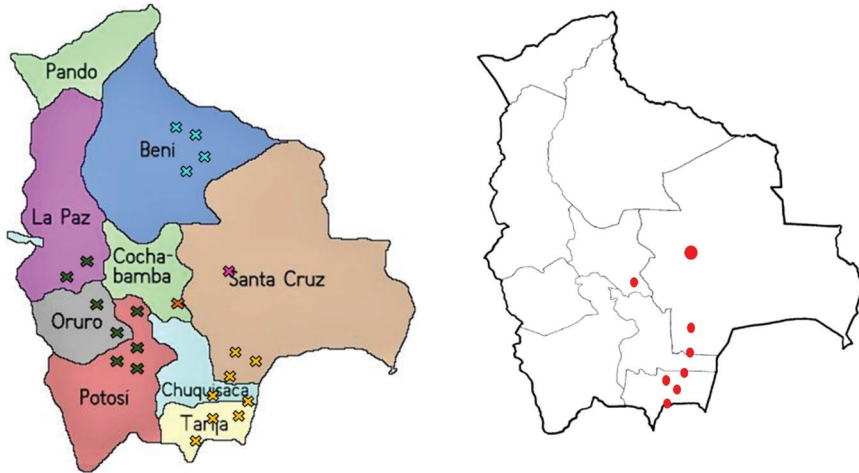 Pando
Beni
La Paz
Cocha-
bamba
Santa Cruz
Oruro
Chuquisaca
Potosí
Tarija